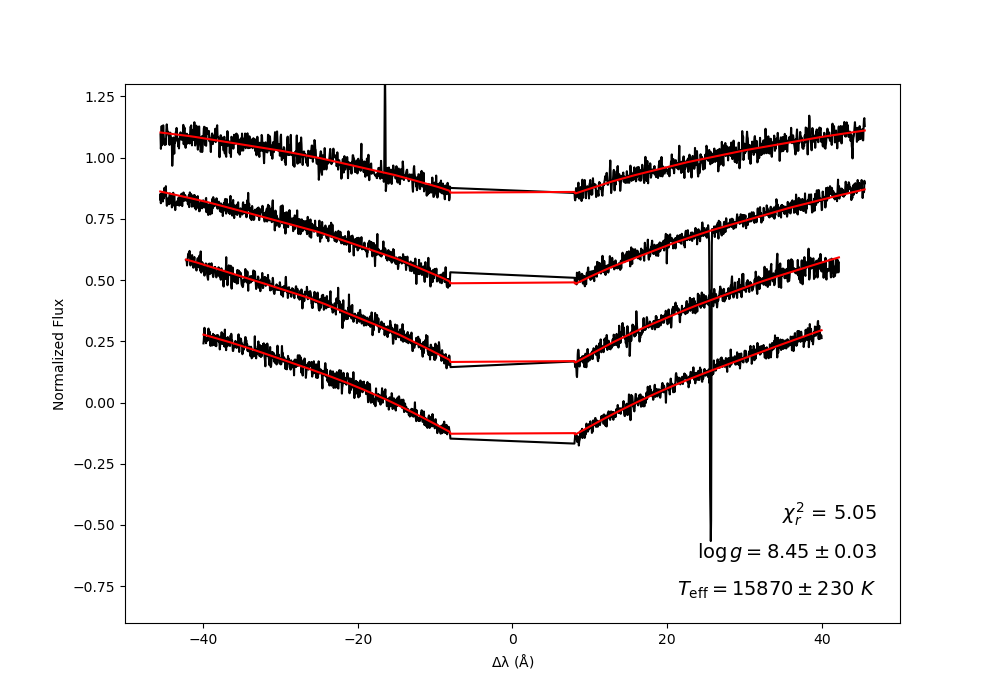 1.25
1.00
0.75
0.50
0.25
0.00
−0.25
−0.50
−0.75
Normalized Flux
−40
−20
0
20
40
Δλ (Å)
χ²ᵣ = 5.05
log g = 8.45 ± 0.03
T_eff = 15870 ± 230 K